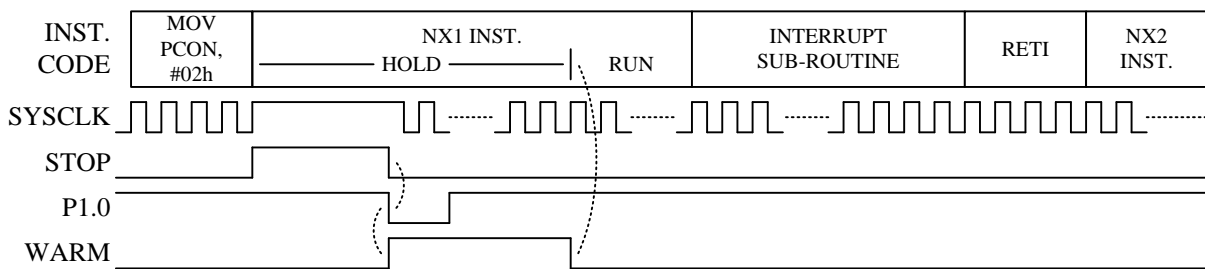 INST. CODE
MOV PCON, #02h
NX1 INST.
HOLD
RUN
INTERRUPT SUB-ROUTINE
RETI
NX2 INST.
SYSCLK
STOP
P1.0
WARM